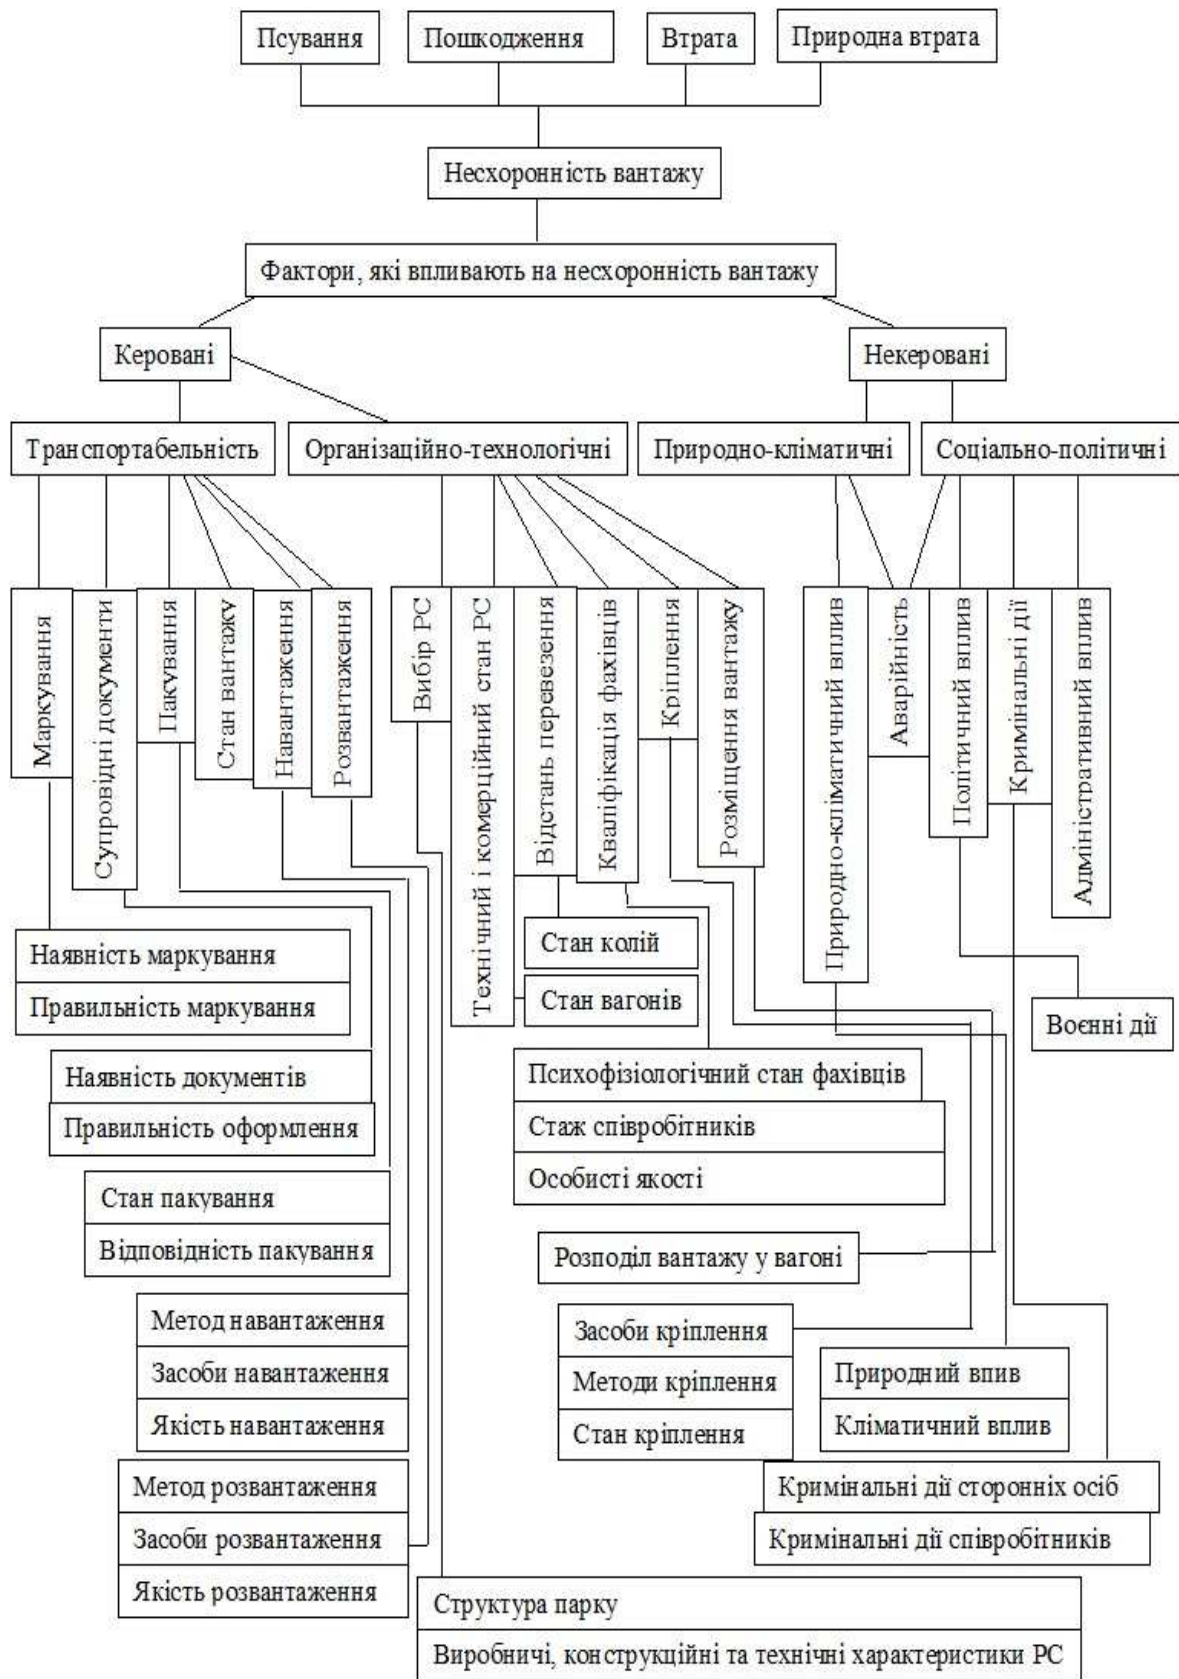 Псування
Пошкодження
Втрата
Природна втрата
Несхоронність вантажу
Фактори, які впливають на несхоронність вантажу
Керовані
Некеровані
Транспортабельність
Організаційно-технологічні
Природно-кліматичні
Соціально-політичні
Маркування
Супровідні документи
Пакування
Стан вантажу
Навантаження
Розвантаження
Вибір РС
Технічний і комерційний стан РС
Відстань перевезення
Кваліфікація фахівців
Кріплення
Розміщення вантажу
Природно-кліматичний вплив
Аварійність
Політичний вплив
Кримінальні дії
Адміністративний вплив
Наявність маркування
Правильність маркування
Стан колій
Стан вагонів
Воєнні дії
Наявність документів
Правильність оформлення
Психофізіологічний стан фахівців
Стаж співробітників
Особисті якості
Стан пакування
Відповідність пакування
Розподіл вантажу у вагоні
Метод навантаження
Засоби навантаження
Якість навантаження
Засоби кріплення
Методи кріплення
Стан кріплення
Природний впив
Кліматичний вплив
Метод розвантаження
Засоби розвантаження
Якість розвантаження
Кримінальні дії сторонніх осіб
Кримінальні дії співробітників
Структура парку
Виробничі, конструкційні та технічні характеристики РС